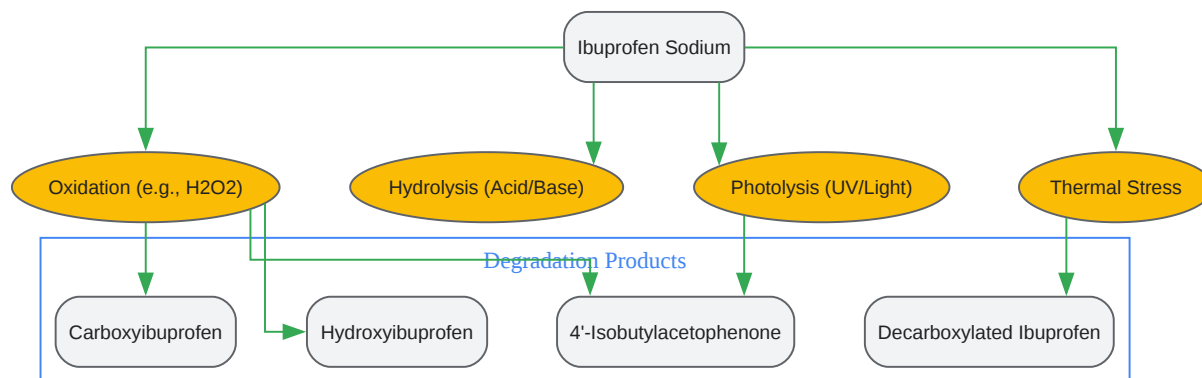 Ibuprofen Sodium
Oxidation (e.g., H2O2)
Hydrolysis (Acid/Base)
Photolysis (UV/Light)
Thermal Stress
Degradation Products
Carboxyibuprofen
Hydroxyibuprofen
4'-Isobutylacetophenone
Decarboxylated Ibuprofen